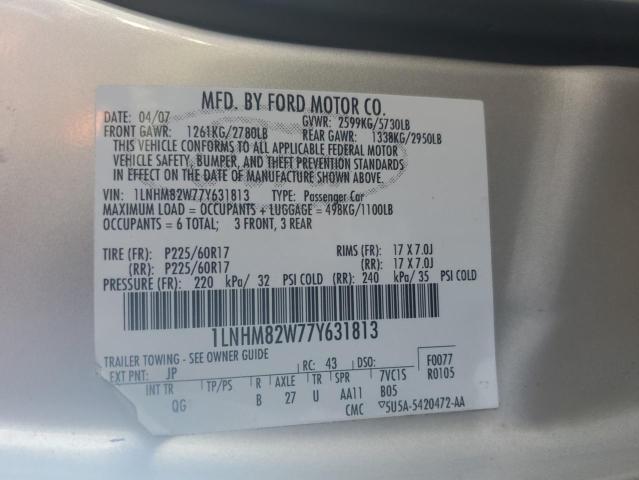 MFD. BY FORD MOTOR CO.
DATE: 04/07 GVWR: 2599KG/5730LB
FRONT GAWR: 1261KG/2780LB REAR GAWR: 1338KG/2950LB
THIS VEHICLE CONFORMS TO ALL APPLICABLE FEDERAL MOTOR
VEHICLE SAFETY, BUMPER, AND THEFT PREVENTION STANDARDS
IN EFFECT ON THE DATE OF MANUFACTURE SHOWN ABOVE.
VIN: 1LNHM82W77Y631813 TYPE: Passenger Car
MAXIMUM LOAD = OCCUPANTS + LUGGAGE = 498KG/1100LB
OCCUPANTS = 6 TOTAL; 3 FRONT, 3 REAR
TIRE (FR): P225/60R17 RIMS (FR): 17 X 7.0J
(RR): P225/60R17 (RR): 17 X 7.0J
PRESSURE (FR): 220 kPa/ 32 PSI COLD (RR): 240 kPa/ 35 PSI COLD
1LNHM82W77Y631813
TRAILER TOWING - SEE OWNER GUIDE
EXT PNT: JP RC: 43 DSO: F0077
INT TR TP/PS R AXLE TR SPR 7VC1S R0105
QG B 27 U AA11 B05
CMC ▽5U5A-5420472-AA